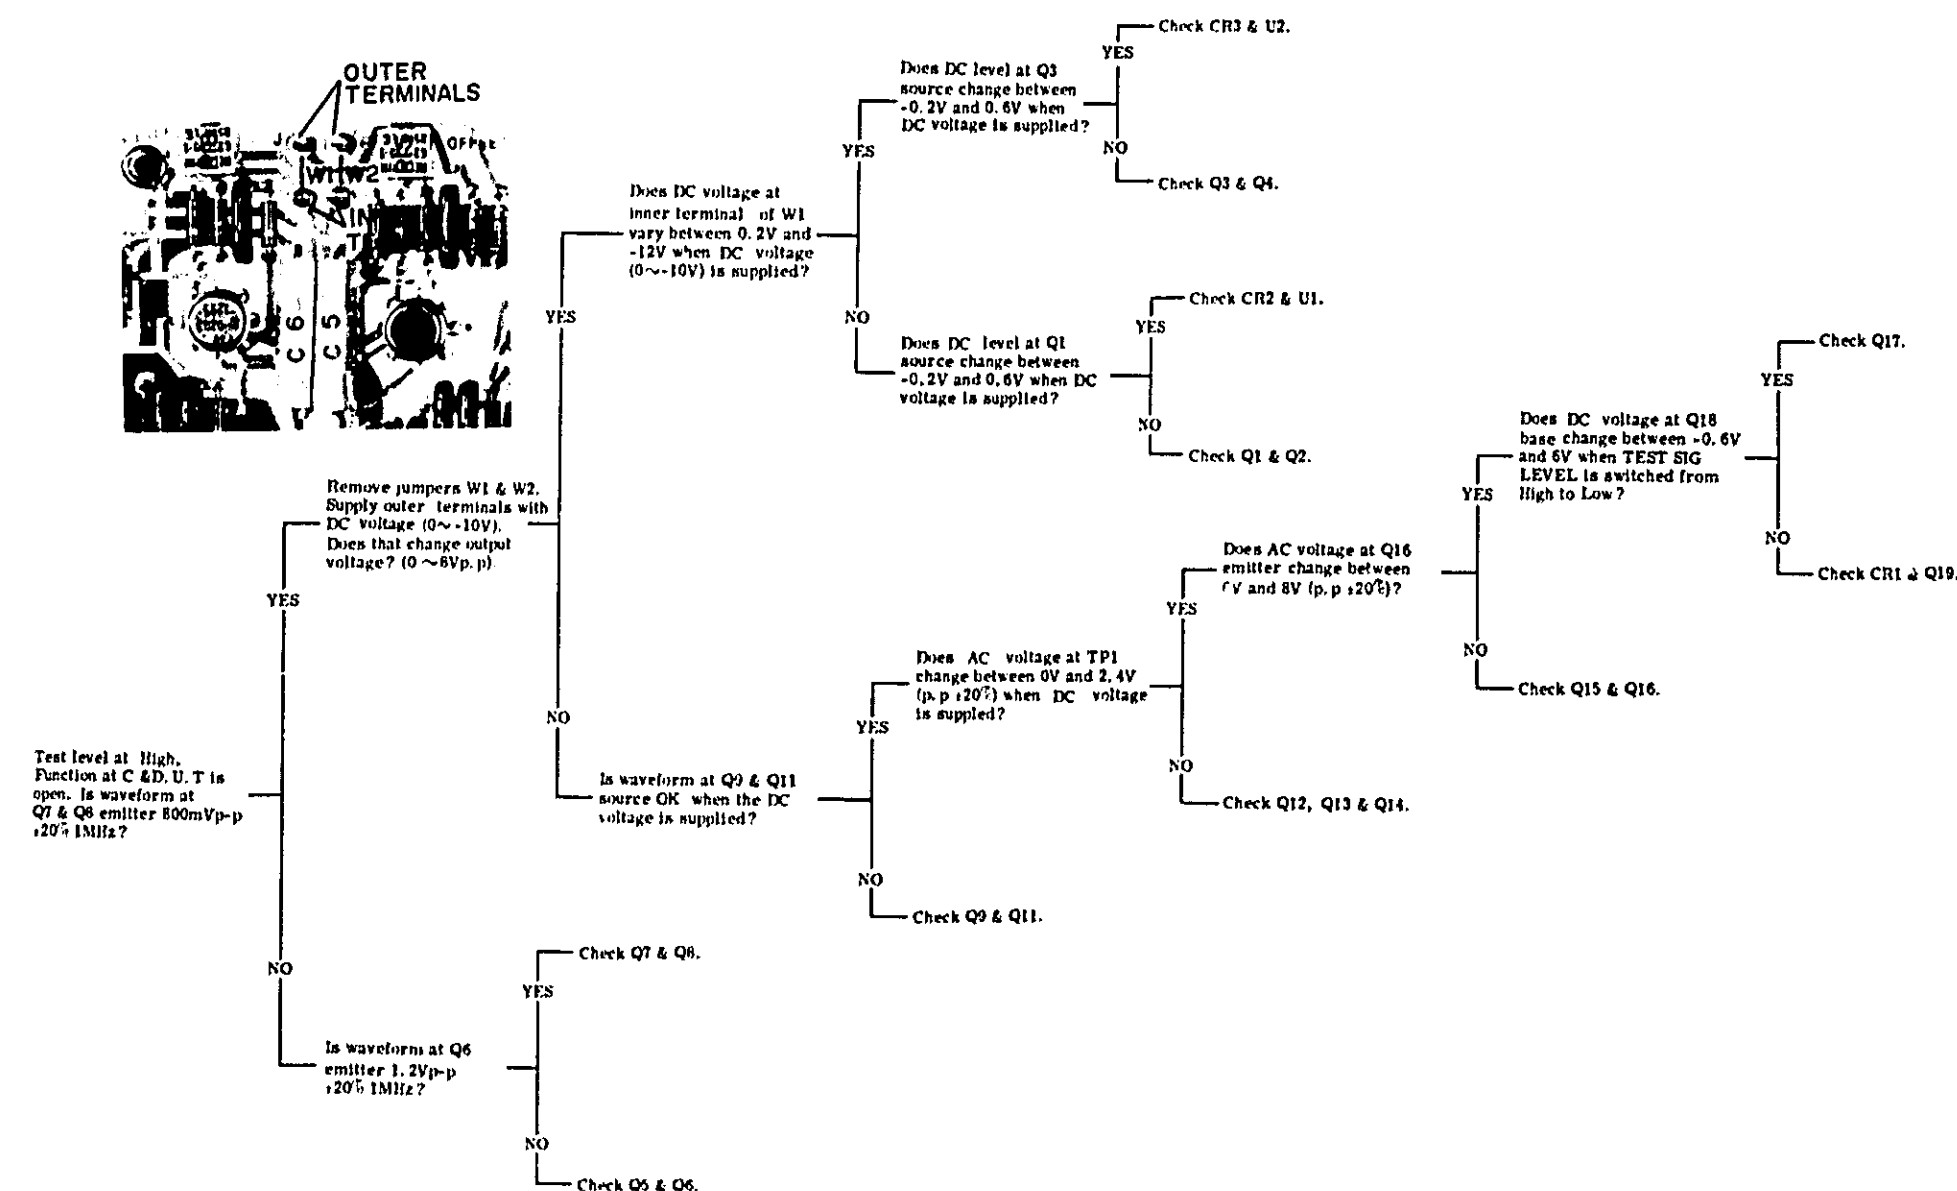 OUTER
TERMINALS
W1 W2
IN
T
C 6
C 5
Test level at High,
Function at C & D.U.T is
open. Is waveform at
Q7 & Q8 emitter 800mVp-p
±20% 1MHz?
YES
NO
Remove jumpers W1 & W2.
Supply outer terminals with
DC voltage (0~-10V).
Does that change output
voltage? (0 ~6Vp.p)
YES
NO
Is waveform at Q6
emitter 1.2Vp-p
±20% 1MHz?
YES
Check Q7 & Q8.
NO
Check Q5 & Q6.
Does DC voltage at
inner terminal of W1
vary between 0.2V and
-12V when DC voltage
(0~-10V) is supplied?
YES
NO
Does DC level at Q3
source change between
-0.2V and 0.6V when
DC voltage is supplied?
YES
Check CR3 & U2.
NO
Check Q3 & Q4.
Does DC level at Q1
source change between
-0.2V and 0.6V when DC
voltage is supplied?
YES
Check CR2 & U1.
NO
Check Q1 & Q2.
Is waveform at Q9 & Q11
source OK when the DC
voltage is supplied?
YES
NO
Check Q9 & Q11.
Does AC voltage at TP1
change between 0V and 2.4V
(p.p ±20%) when DC voltage
is suppled?
YES
NO
Check Q12, Q13 & Q14.
Does AC voltage at Q16
emitter change between
V and 8V (p.p ±20%)?
YES
NO
Check Q15 & Q16.
Does DC voltage at Q18
base change between -0.6V
and 6V when TEST SIG
LEVEL is switched from
High to Low?
YES
Check Q17.
NO
Check CR1 & Q19.